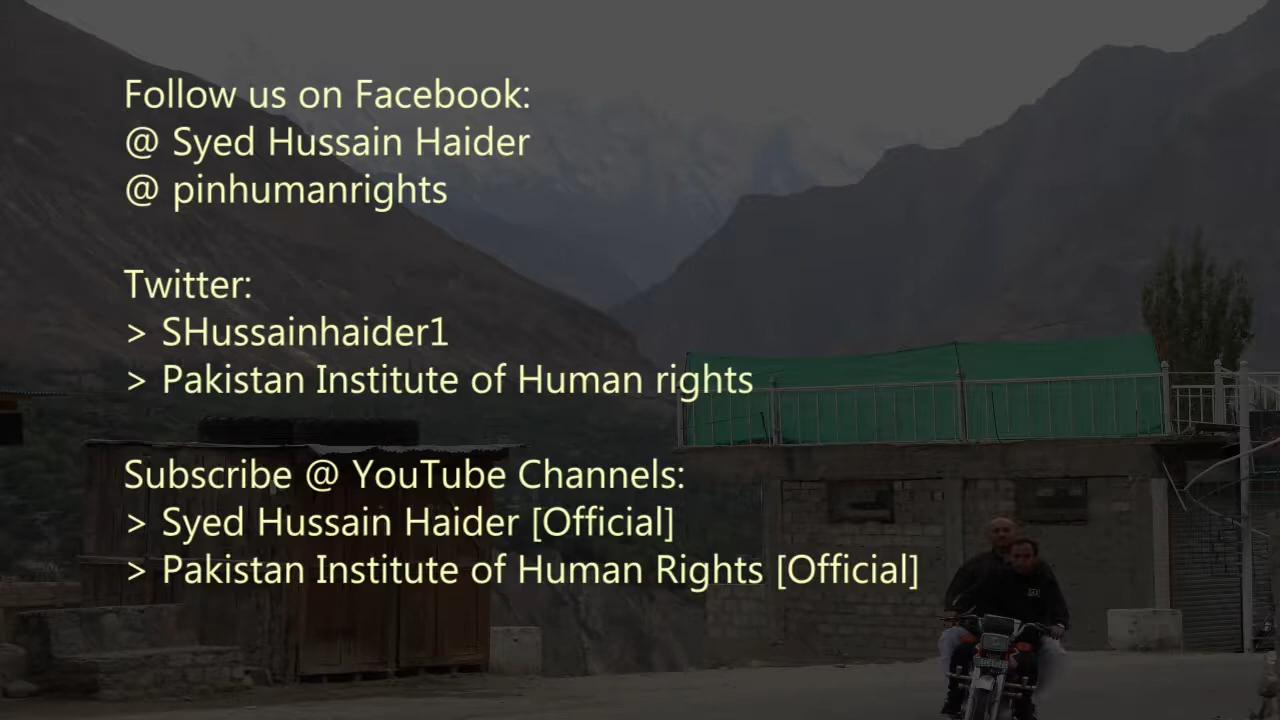 Follow us on Facebook:
@ Syed Hussain Haider
@ pinhumanrights
Twitter:
> SHussainhaider1
> Pakistan Institute of Human rights
Subscribe @ YouTube Channels:
> Syed Hussain Haider [Official]
> Pakistan Institute of Human Rights [Official]